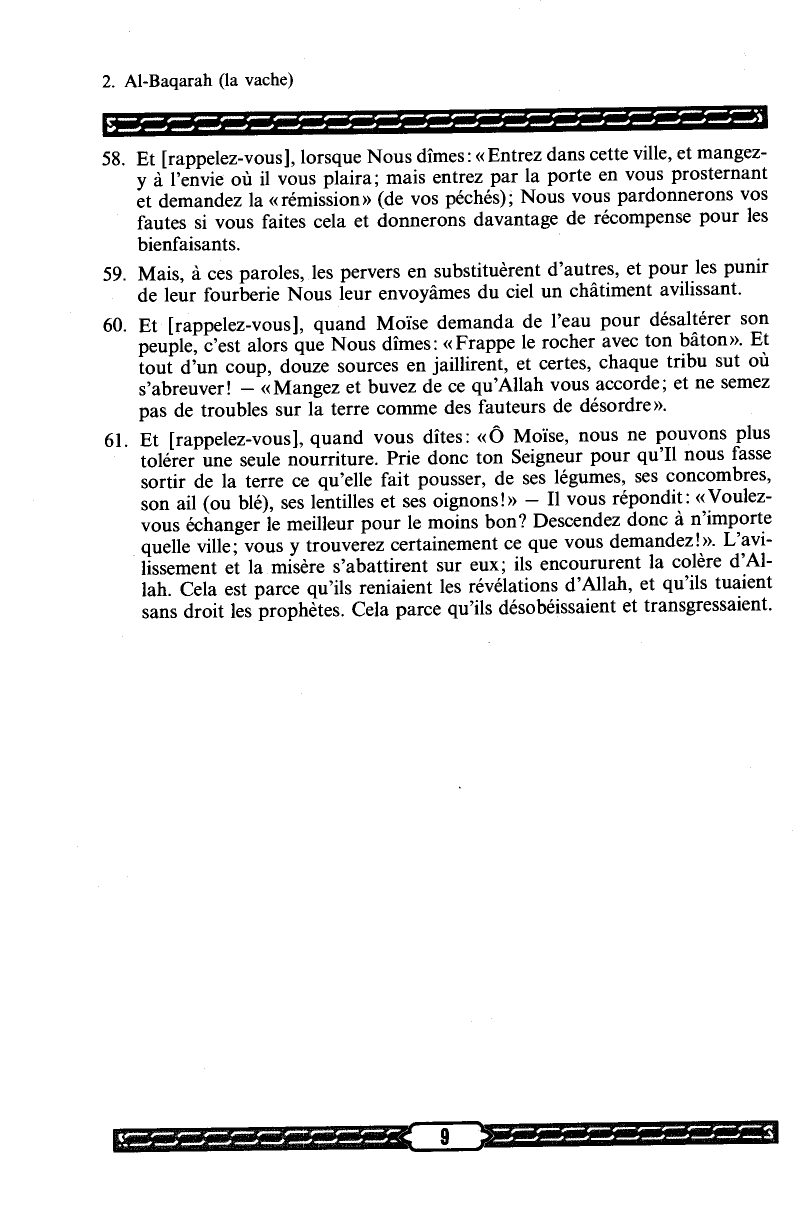 2. Al-Baqarah (la vache)
58. Et [rappelez-vous], lorsque Nous dîmes: «Entrez dans cette ville, et mangez-
y à l'envie où il vous plaira; mais entrez par la porte en vous prosternant
et demandez la «rémission» (de vos péchés); Nous vous pardonnerons vos
fautes si vous faites cela et donnerons davantage de récompense pour les
bienfaisants.
59. Mais, à ces paroles, les pervers en substituèrent d'autres, et pour les punir
de leur fourberie Nous leur envoyâmes du ciel un châtiment avilissant.
60. Et [rappelez-vous], quand Moïse demanda de l'eau pour désaltérer son
peuple, c'est alors que Nous dîmes: «Frappe le rocher avec ton bâton». Et
tout d'un coup, douze sources en jaillirent, et certes, chaque tribu sut où
s'abreuver! — «Mangez et buvez de ce qu'Allah vous accorde; et ne semez
pas de troubles sur la terre comme des fauteurs de désordre».
61. Et [rappelez-vous], quand vous dîtes: «Ô Moïse, nous ne pouvons plus
tolérer une seule nourriture. Prie donc ton Seigneur pour qu'Il nous fasse
sortir de la terre ce qu'elle fait pousser, de ses légumes, ses concombres,
son ail (ou blé), ses lentilles et ses oignons!» — Il vous répondit: «Voulez-
vous échanger le meilleur pour le moins bon? Descendez donc à n'importe
quelle ville; vous y trouverez certainement ce que vous demandez!». L'avi-
lissement et la misère s'abattirent sur eux; ils encoururent la colère d'Al-
lah. Cela est parce qu'ils reniaient les révélations d'Allah, et qu'ils tuaient
sans droit les prophètes. Cela parce qu'ils désobéissaient et transgressaient.
9